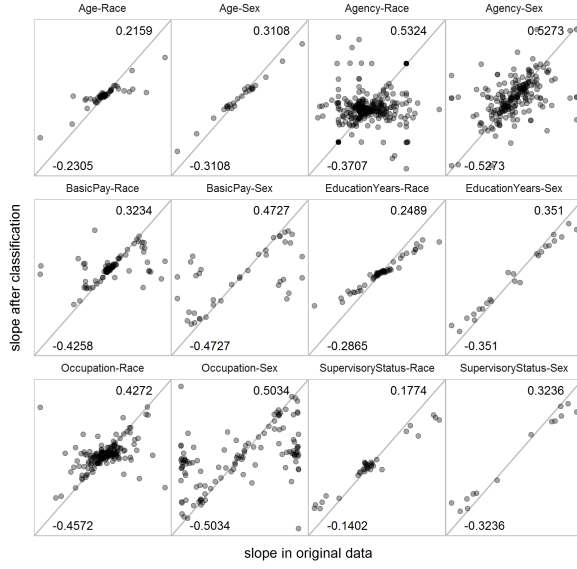 Age-Race
Age-Sex
Agency-Race
Agency-Sex
0.2159
0.3108
0.5324
0.5273
-0.2305
-0.3108
-0.3707
-0.5273
BasicPay-Race
BasicPay-Sex
EducationYears-Race
EducationYears-Sex
0.3234
0.4727
0.2489
0.351
-0.4258
-0.4727
-0.2865
-0.351
Occupation-Race
Occupation-Sex
SupervisoryStatus-Race
SupervisoryStatus-Sex
0.4272
0.5034
0.1774
0.3236
-0.4572
-0.5034
-0.1402
-0.3236
slope after classification
slope in original data